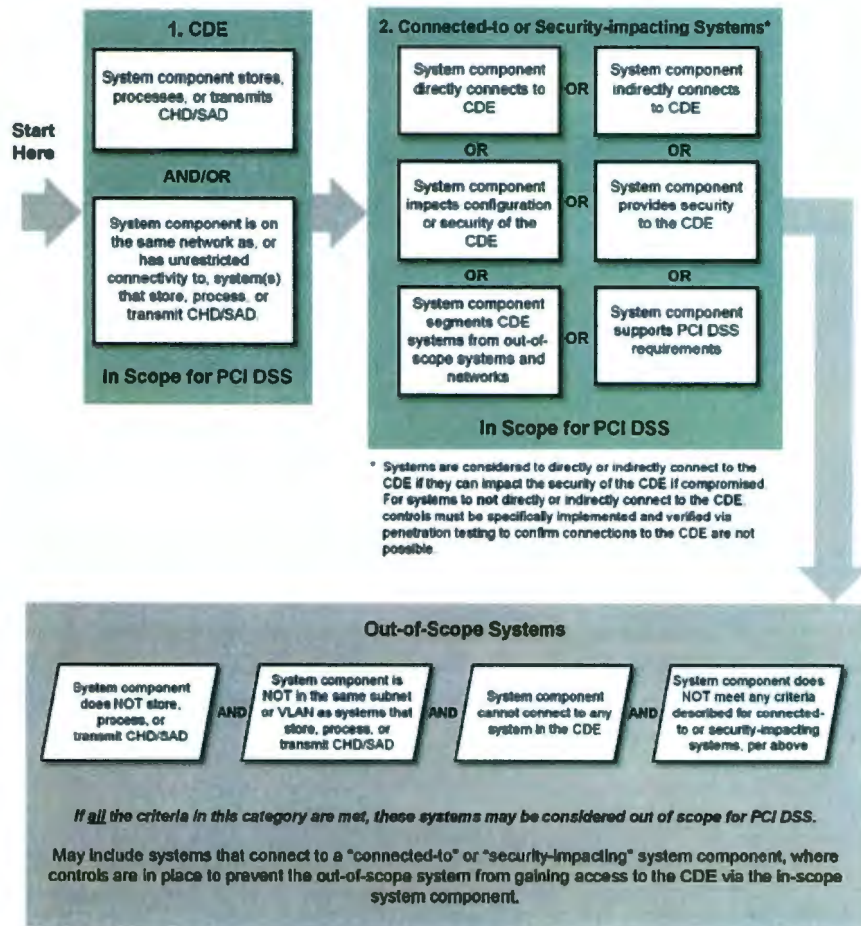 Start
Here
1. CDE
System component stores,
processes, or transmits
CHD/SAD
AND/OR
System component is on
the same network as, or
has unrestricted
connectivity to, system(s)
that store, process, or
transmit CHD/SAD.
In Scope for PCI DSS
2. Connected-to or Security-impacting Systems*
System component
directly connects to
CDE
OR
System component
indirectly connects
to CDE
OR
OR
System component
impacts configuration
or security of the
CDE
OR
System component
provides security
to the CDE
OR
OR
System component
segments CDE
systems from out-of-
scope systems and
networks
OR
System component
supports PCI DSS
requirements
In Scope for PCI DSS
* Systems are considered to directly or indirectly connect to the
CDE if they can impact the security of the CDE if compromised.
For systems to not directly or indirectly connect to the CDE,
controls must be specifically implemented and verified via
penetration testing to confirm connections to the CDE are not
possible.
Out-of-Scope Systems
System component
does NOT store,
process, or
transmit CHD/SAD
AND
System component is
NOT in the same subnet
or VLAN as systems that
store, process, or
transmit CHD/SAD
AND
System component
cannot connect to any
system in the CDE
AND
System component does
NOT meet any criteria
described for connected-
to or security-impacting
systems, per above
If all the criteria in this category are met, these systems may be considered out of scope for PCI DSS.
May include systems that connect to a "connected-to" or "security-impacting" system component, where
controls are in place to prevent the out-of-scope system from gaining access to the CDE via the in-scope
system component.